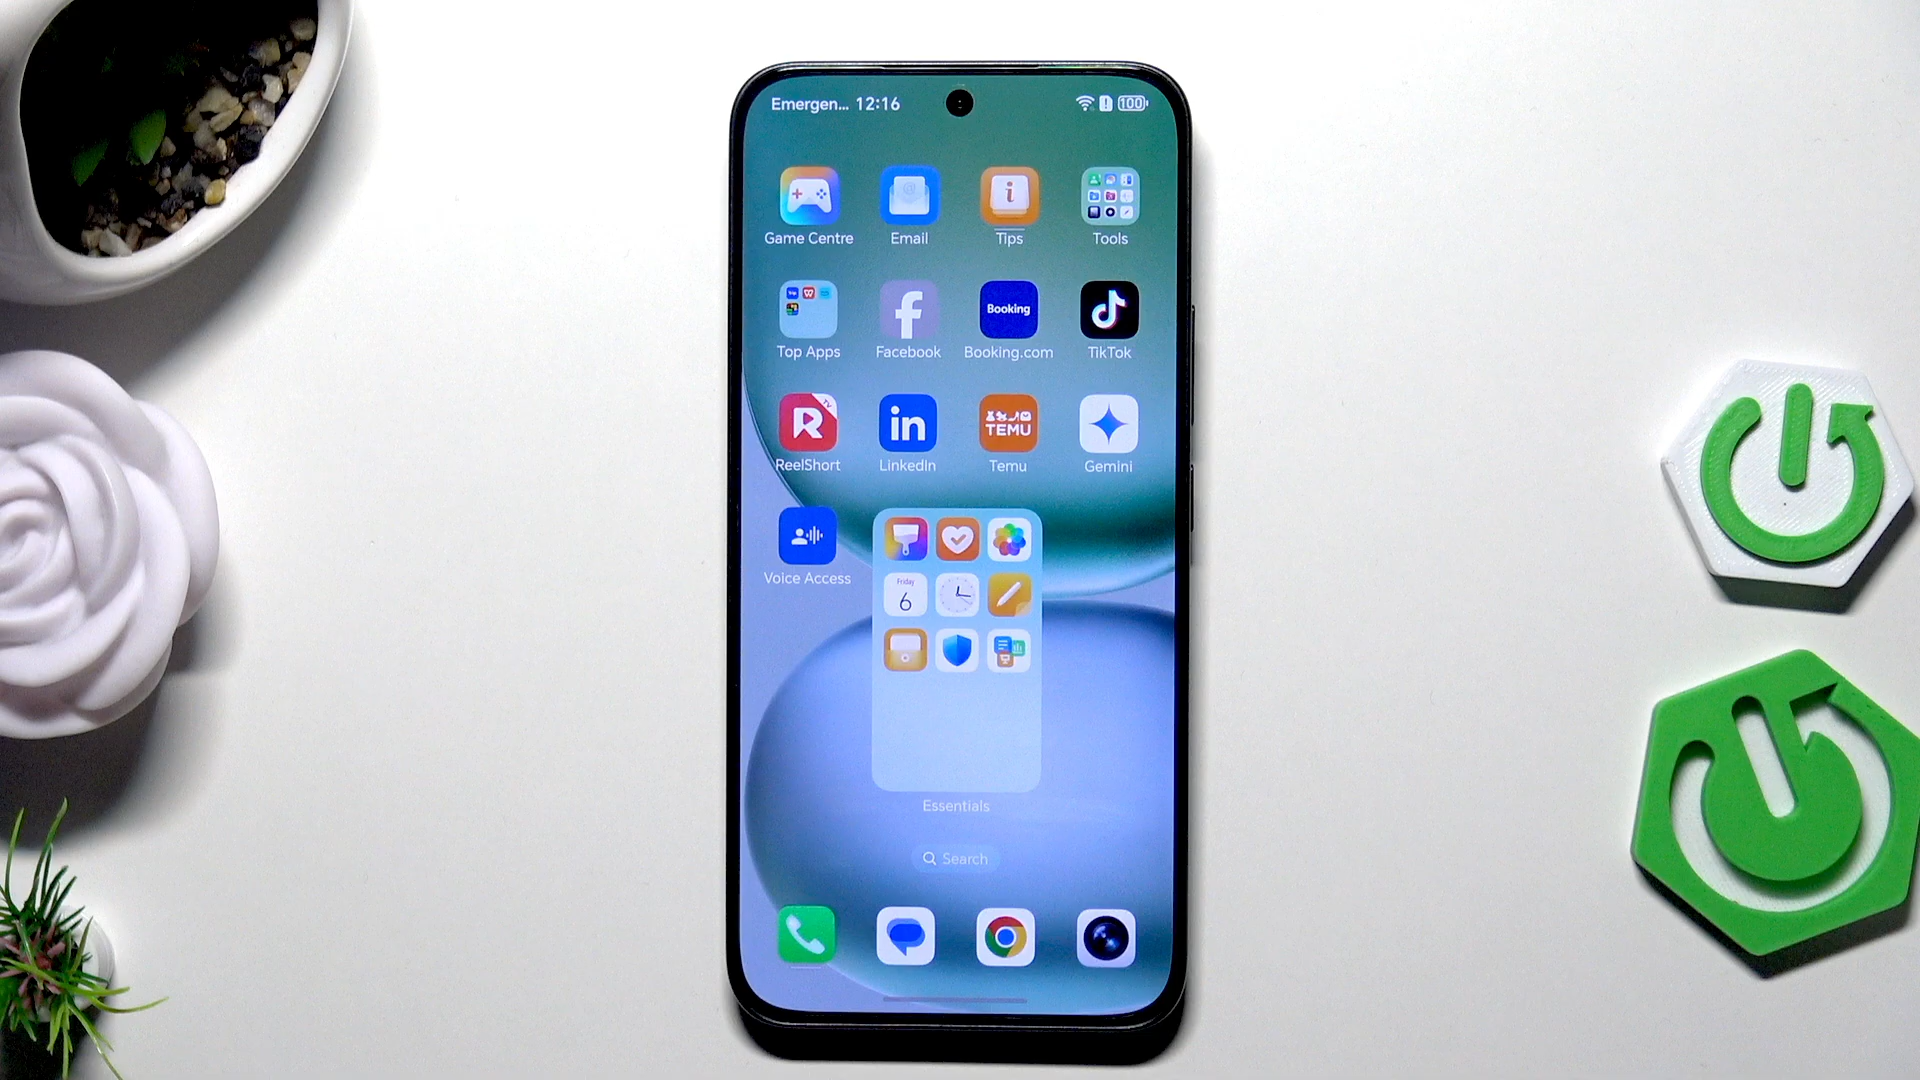 Emergen... 12:16 100
Game Centre Email Tips Tools
Booking
Top Apps Facebook Booking.com TikTok
TV
TEMU
ReelShort LinkedIn Temu Gemini
Voice Access
Friday
6
Essentials
Search